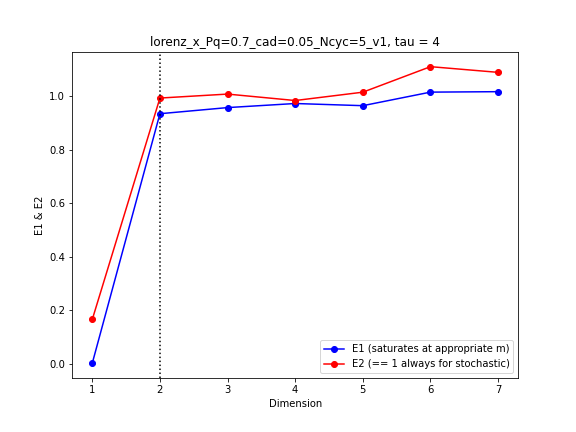 lorenz_x_Pq=0.7_cad=0.05_Ncyc=5_v1, tau = 4
E1 & E2
1.0
0.8
0.6
0.4
0.2
0.0
E1 (saturates at appropriate m)
E2 (== 1 always for stochastic)
1 2 3 4 5 6 7
Dimension